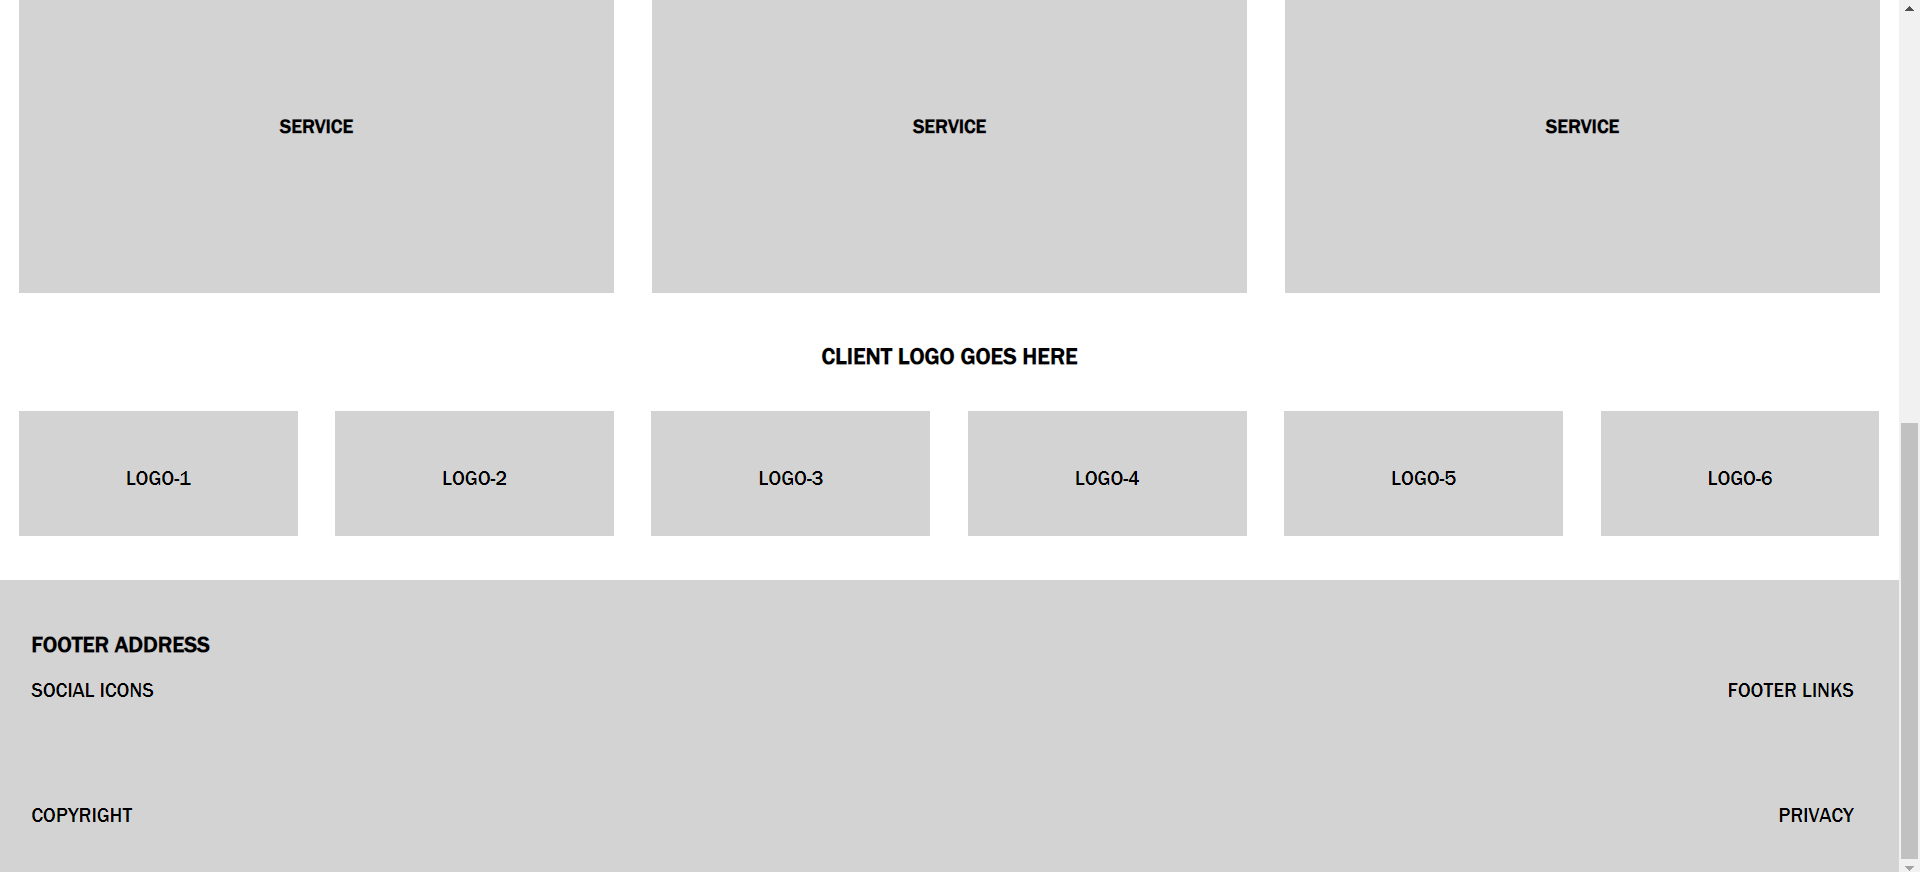 SERVICE SERVICE SERVICE
CLIENT LOGO GOES HERE
LOGO-1 LOGO-2 LOGO-3 LOGO-4 LOGO-5 LOGO-6
FOOTER ADDRESS
SOCIAL ICONS FOOTER LINKS
COPYRIGHT PRIVACY